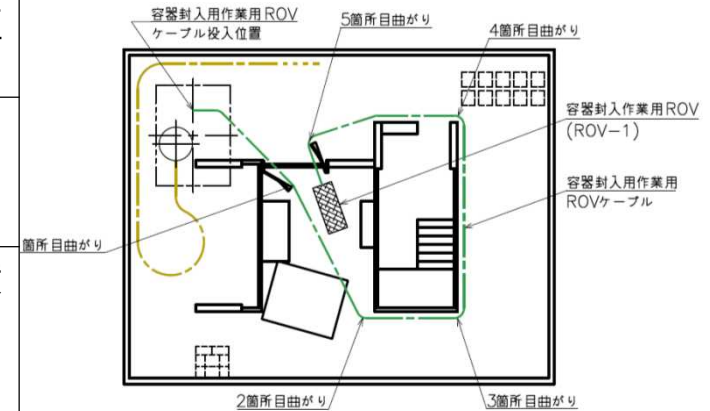 容器封入用作業用ROV
ケーブル投入位置
5箇所目曲がり
4箇所目曲がり
容器封入作業用ROV
(ROV-1)
容器封入用作業用
ROVケーブル
箇所目曲がり
2箇所目曲がり
3箇所目曲がり